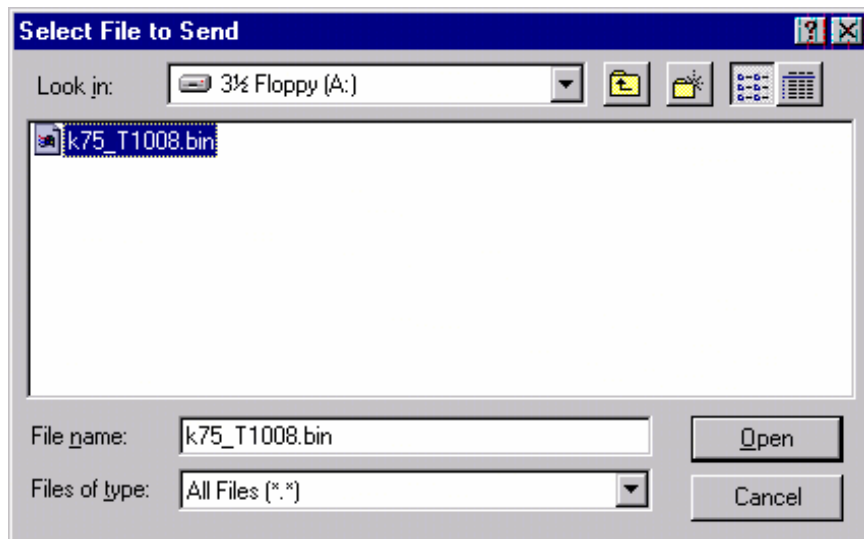 Select File to Send
Look in: 3½ Floppy (A:)
k75_T1008.bin
File name: k75_T1008.bin Open
Files of type: All Files (*.*) Cancel